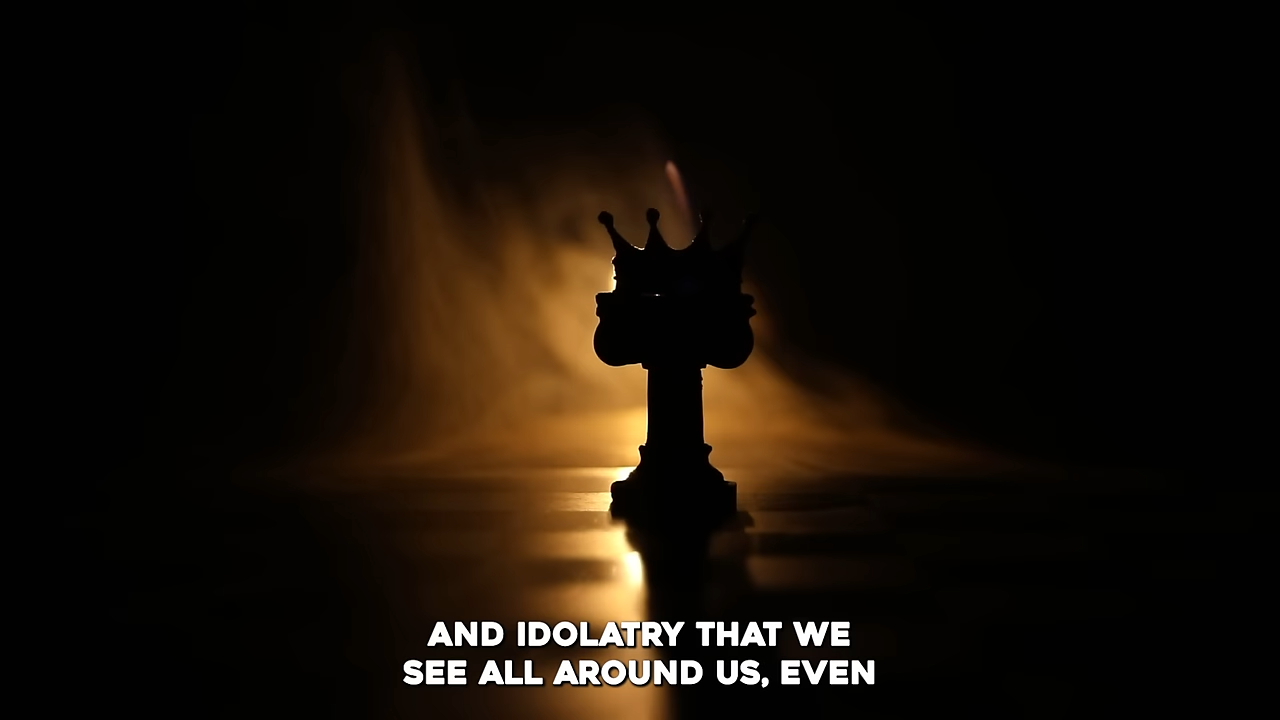 AND IDOLATRY THAT WE
SEE ALL AROUND US, EVEN